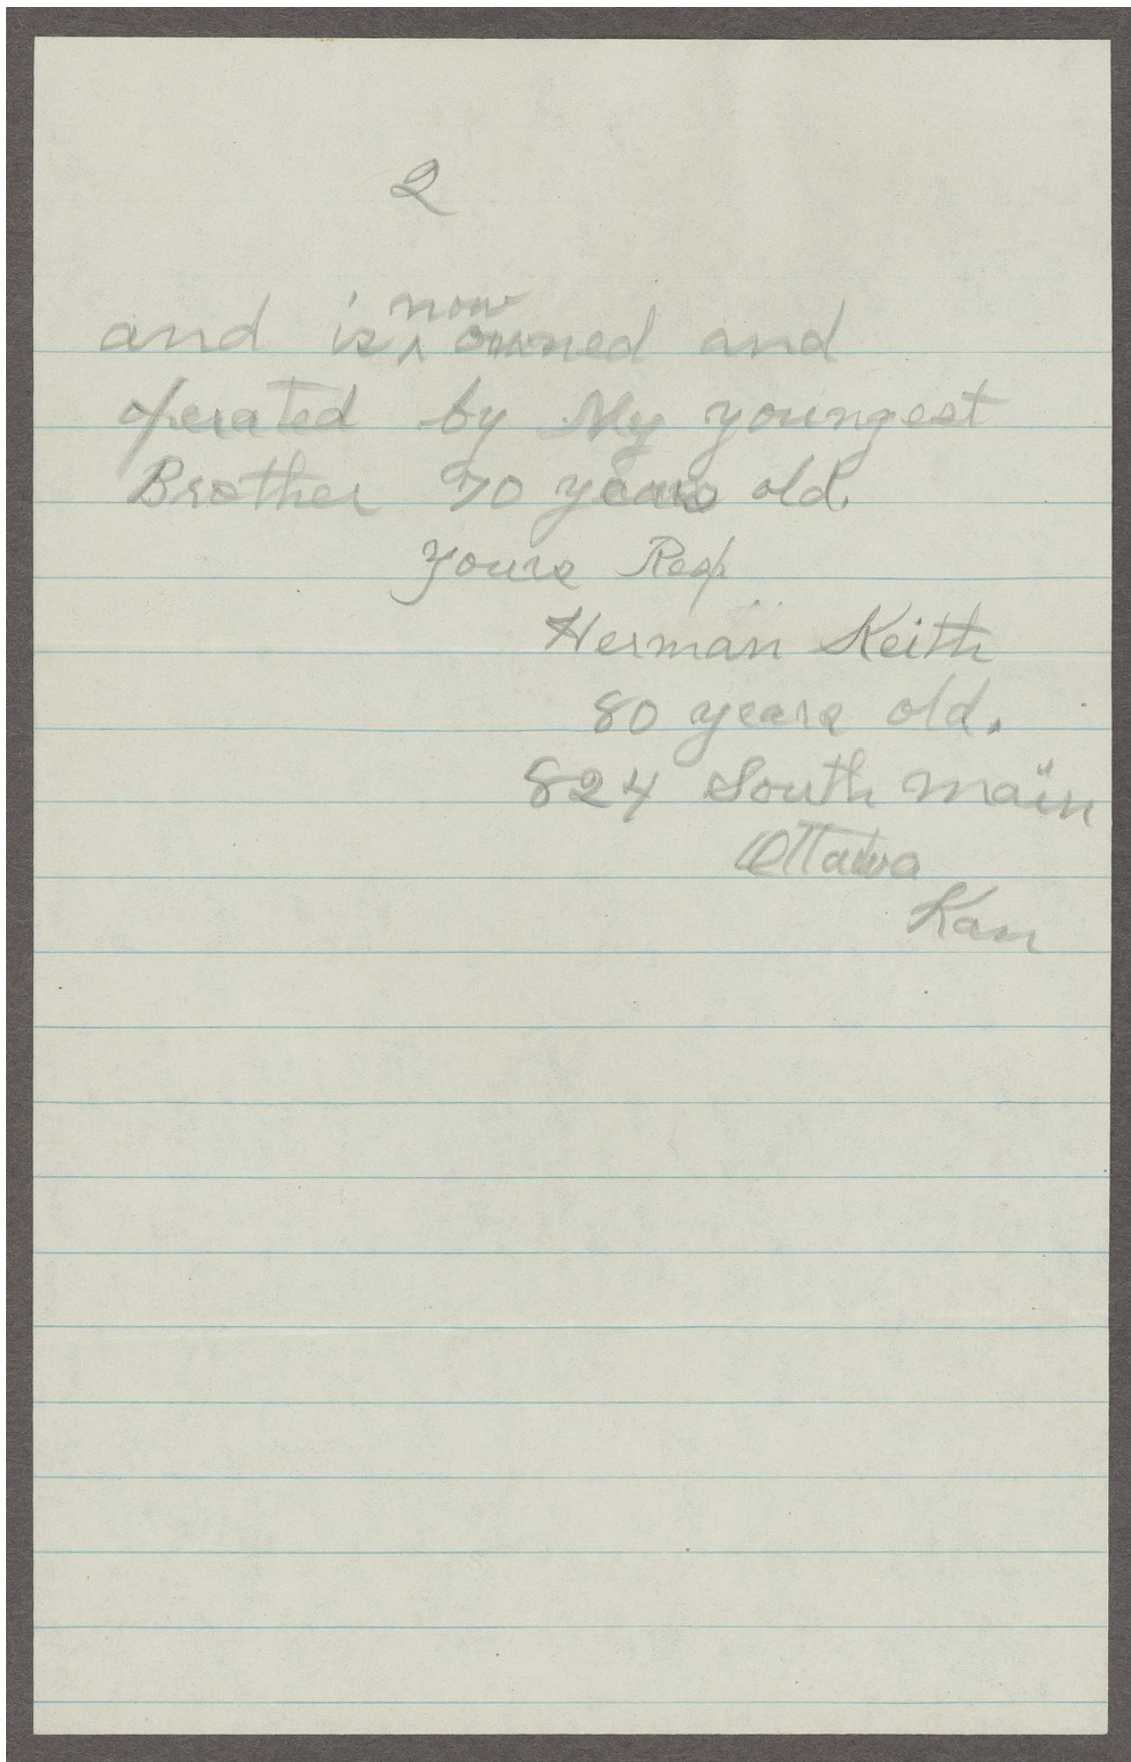 2
and is now owned and
operated by My youngest
Brother 70 years old.
Yours Resp
Herman Keith
80 years old.
824 South Main
Ottawa
Kan